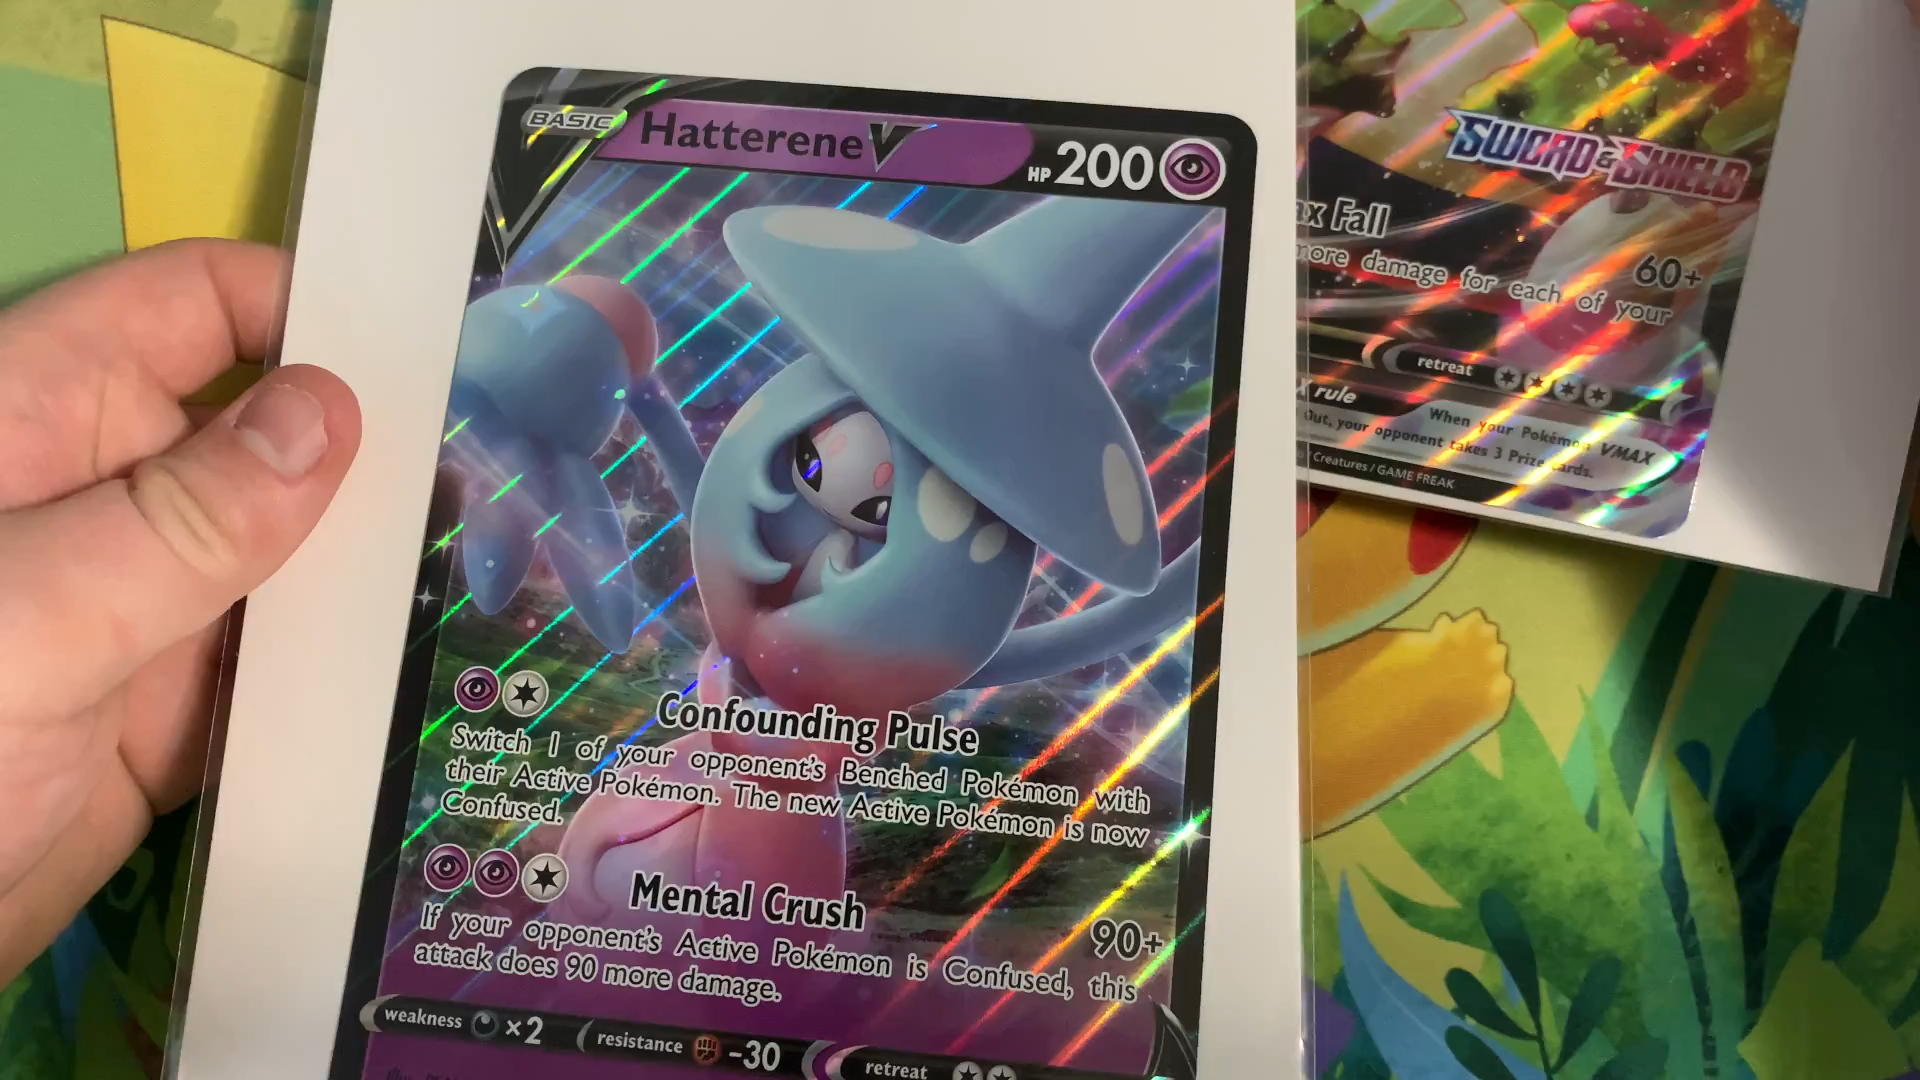 BASIC
Hatterene V
HP 200
Confounding Pulse
Switch 1 of your opponent's Benched Pokémon with
their Active Pokémon. The new Active Pokémon is now
Confused.
Mental Crush
90+
If your opponent's Active Pokémon is Confused, this
attack does 90 more damage.
weakness ×2
resistance -30
retreat
SWORD & SHIELD
Fall
60+
more damage for each of your
retreat
rule
When your Pokémon VMAX
Out, your opponent takes 3 Prize cards.
/ Creatures / GAME FREAK